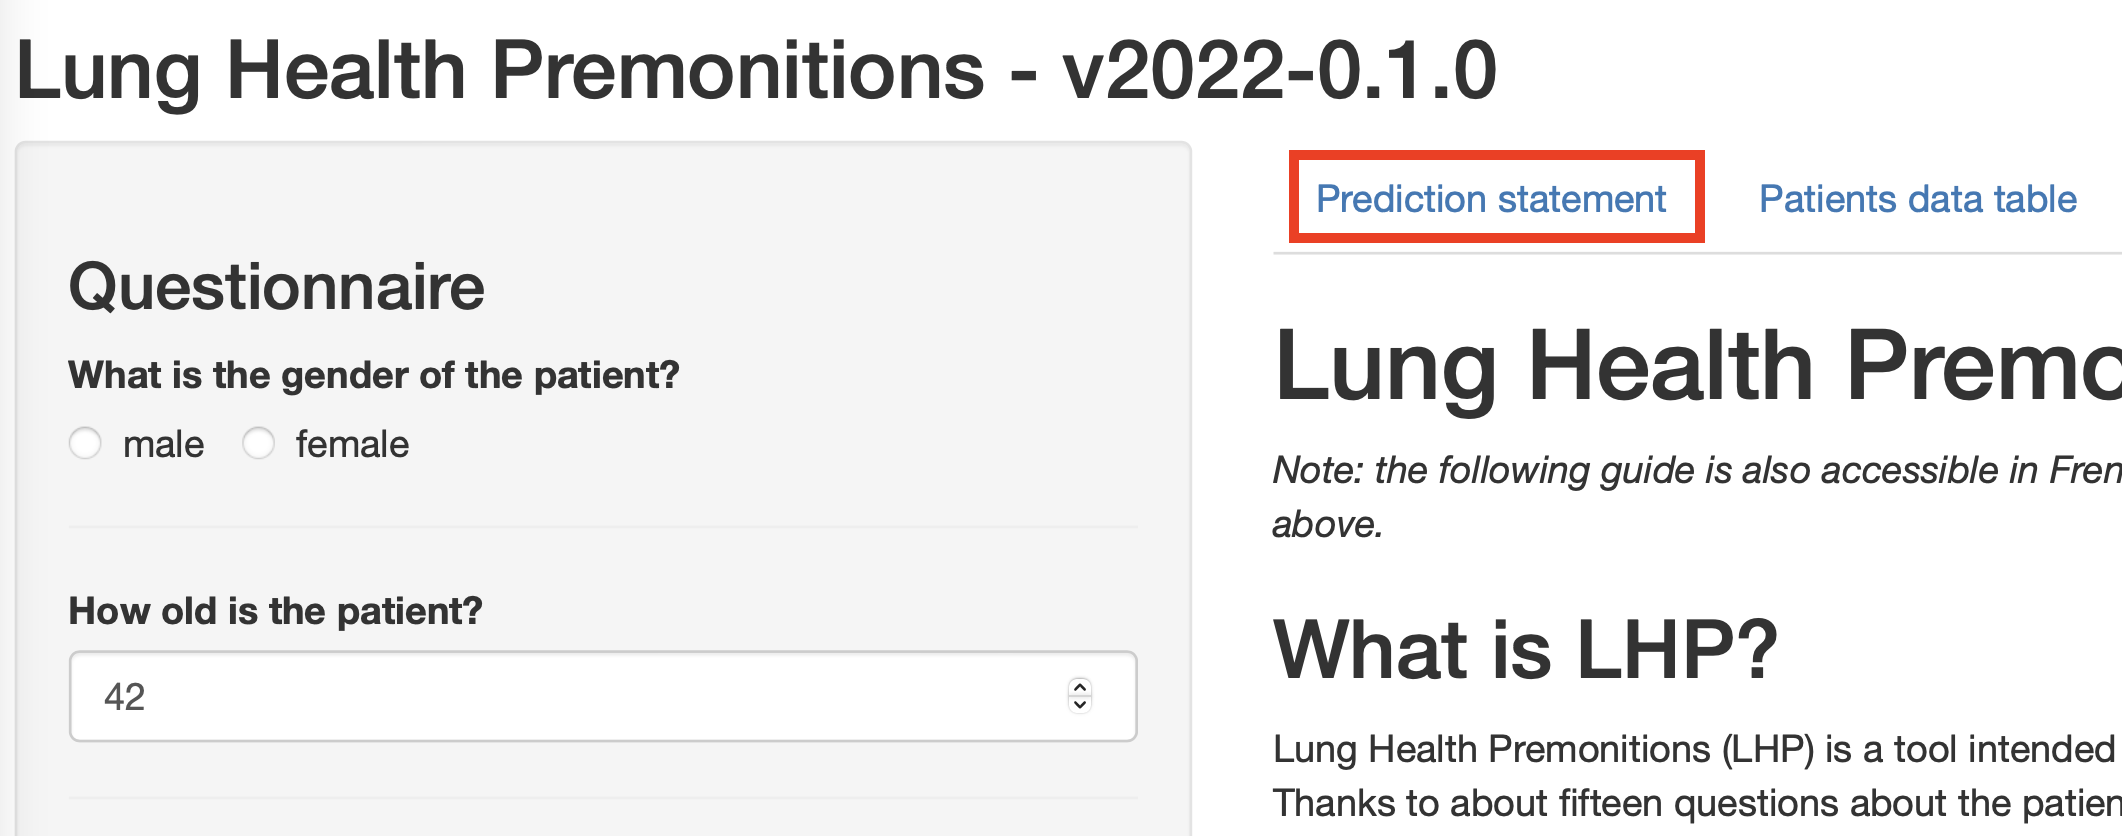 Lung Health Premonitions - v2022-0.1.0
Questionnaire
What is the gender of the patient?
male female
How old is the patient?
42
Prediction statement Patients data table
Lung Health Premo
Note: the following guide is also accessible in Fren
above.
What is LHP?
Lung Health Premonitions (LHP) is a tool intended
Thanks to about fifteen questions about the patien